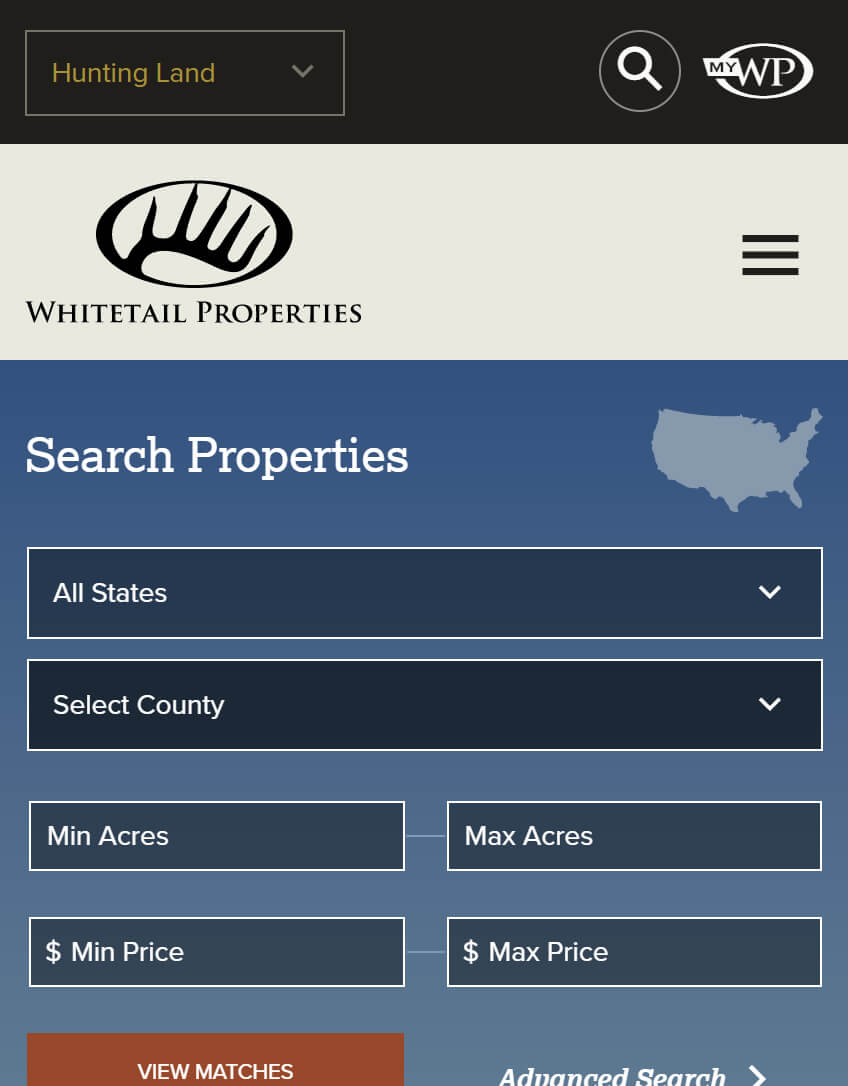 Hunting Land
MY WP
WHITETAIL PROPERTIES
Search Properties
All States
Select County
Min Acres
Max Acres
$ Min Price
$ Max Price
VIEW MATCHES
Advanced Search